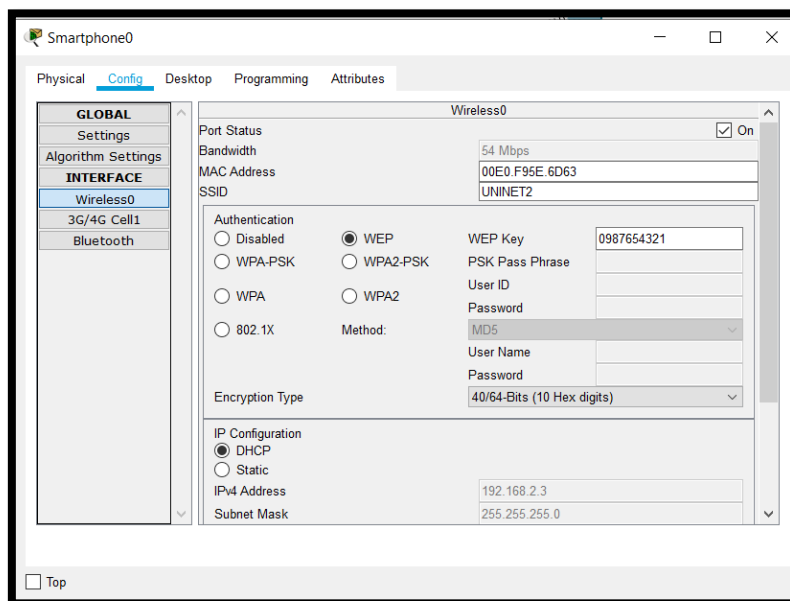 Smartphone0
Physical Config Desktop Programming Attributes
GLOBAL
Settings
Algorithm Settings
INTERFACE
Wireless0
3G/4G Cell1
Bluetooth
Wireless0
Port Status On
Bandwidth 54 Mbps
MAC Address 00E0.F95E.6D63
SSID UNINET2
Authentication
Disabled WEP WEP Key 0987654321
WPA-PSK WPA2-PSK PSK Pass Phrase
User ID
WPA WPA2
Password
802.1X Method: MD5
User Name
Password
Encryption Type 40/64-Bits (10 Hex digits)
IP Configuration
DHCP
Static
IPv4 Address 192.168.2.3
Subnet Mask 255.255.255.0
Top